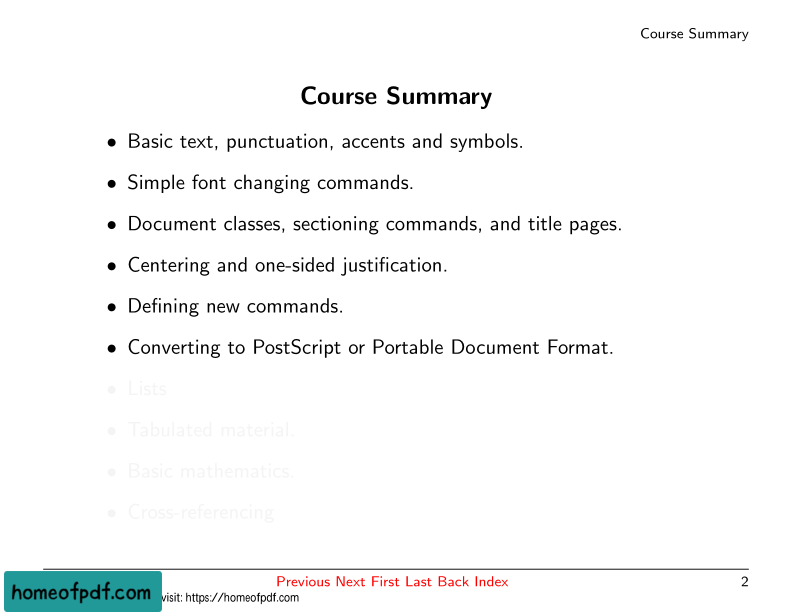 Course Summary
Course Summary
• Basic text, punctuation, accents and symbols.
• Simple font changing commands.
• Document classes, sectioning commands, and title pages.
• Centering and one-sided justification.
• Defining new commands.
• Converting to PostScript or Portable Document Format.
• Lists
• Tabulated material.
• Basic mathematics.
• Cross-referencing
Previous Next First Last Back Index 2
homeofpdf.com
visit: https://homeofpdf.com